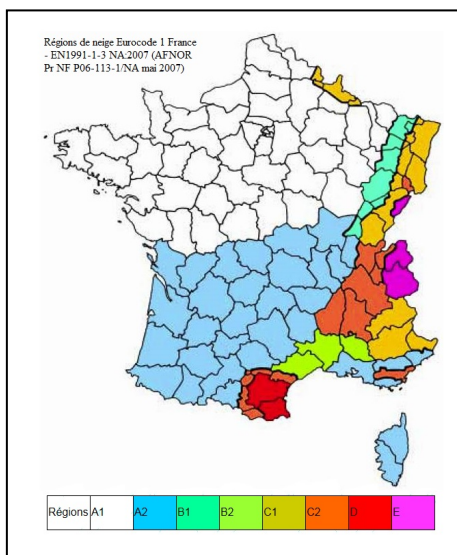 Régions de neige Eurocode 1 France
- EN1991-1-3 NA:2007 (AFNOR
Pr NF P06-113-1/NA mai 2007)
Régions A1 A2 B1 B2 C1 C2 D E